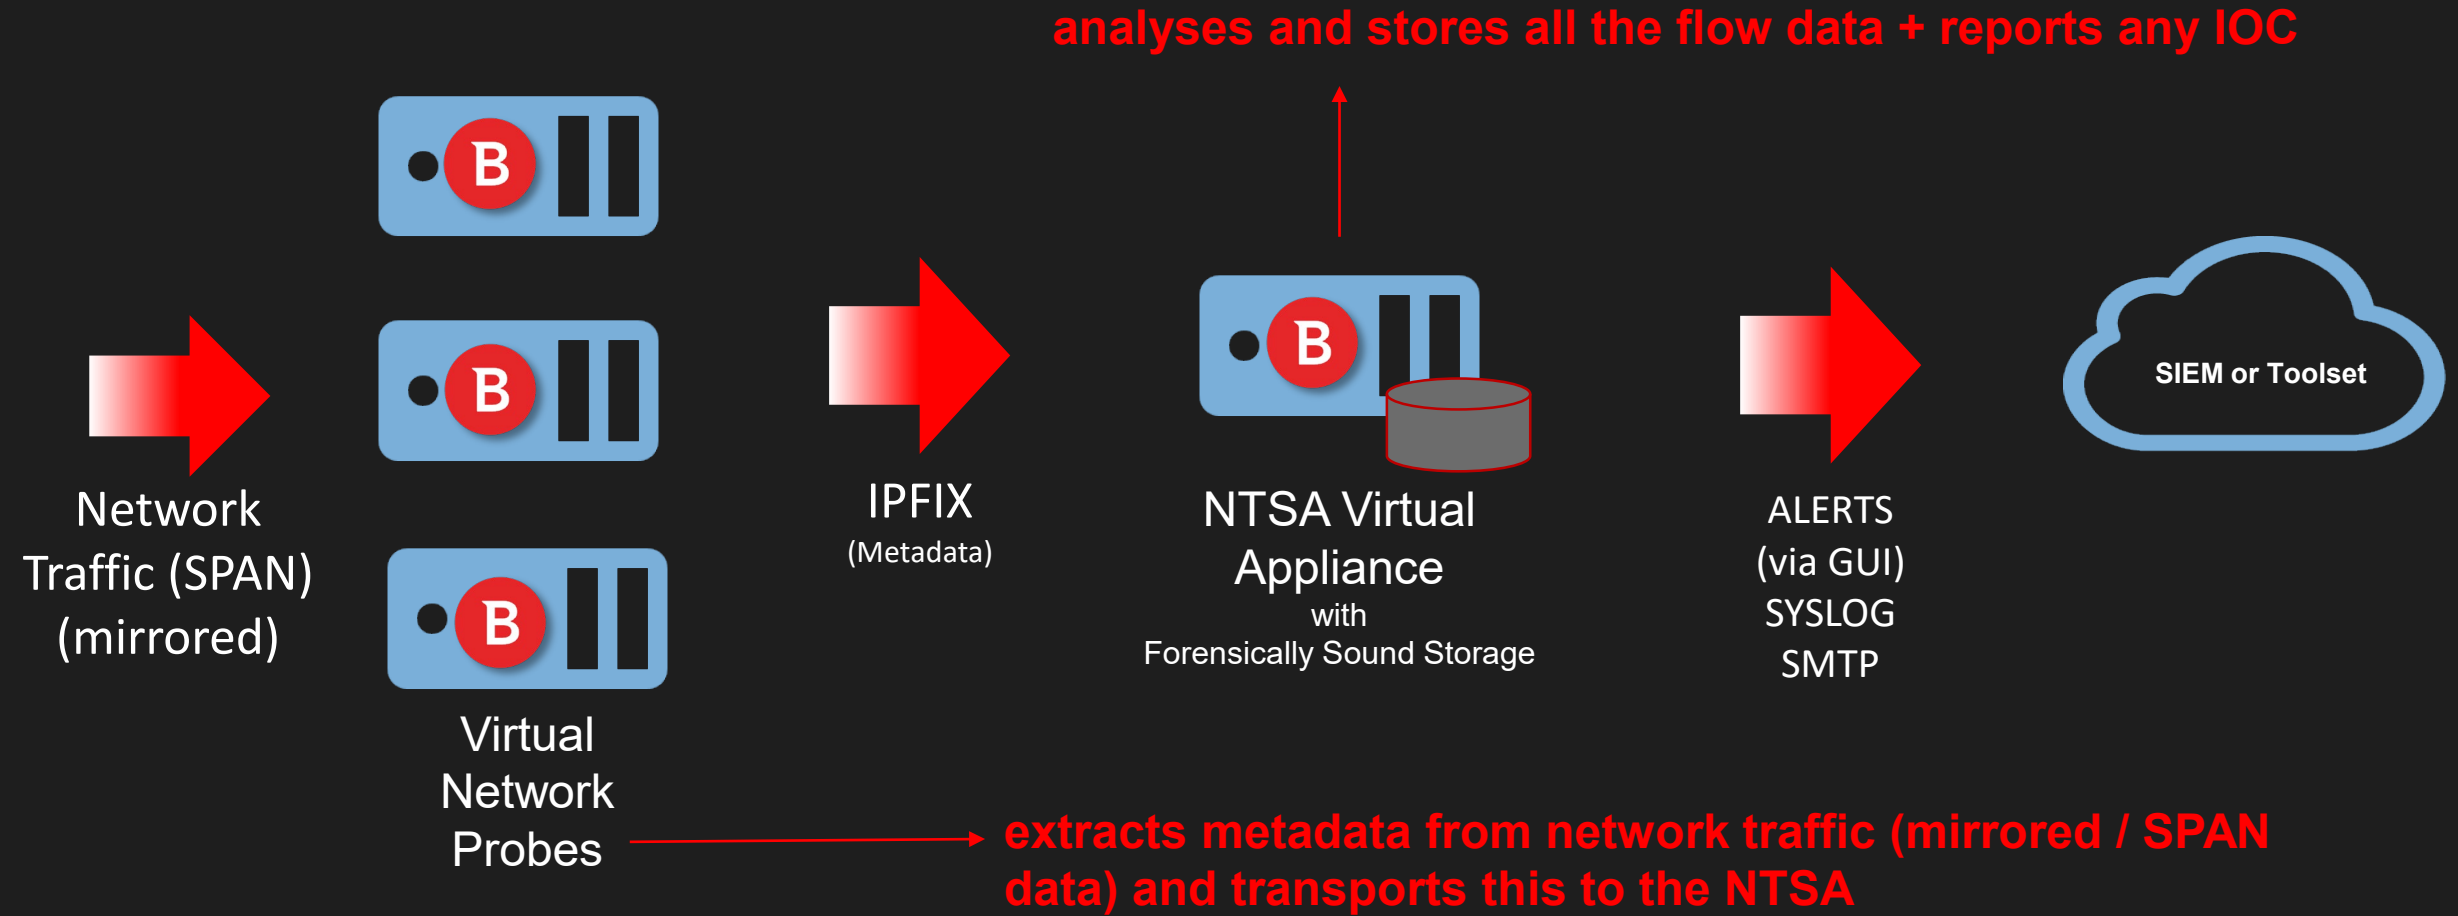 analyses and stores all the flow data + reports any IOC
B
B
B
B
Network
Traffic (SPAN)
(mirrored)
IPFIX
(Metadata)
NTSA Virtual
Appliance
with
Forensically Sound Storage
ALERTS
(via GUI)
SYSLOG
SMTP
SIEM or Toolset
Virtual
Network
Probes
extracts metadata from network traffic (mirrored / SPAN
data) and transports this to the NTSA